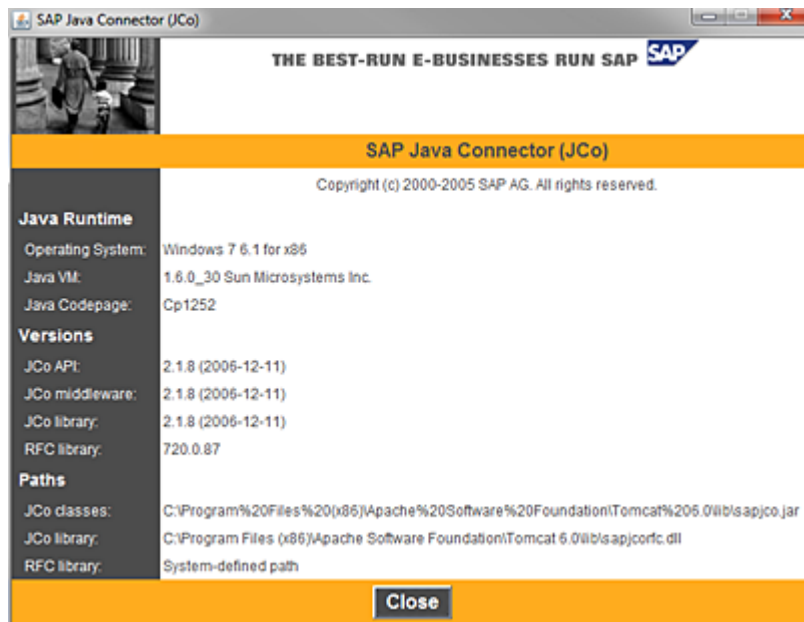 SAP Java Connector (JCo)
THE BEST-RUN E-BUSINESSES RUN SAP SAP
SAP Java Connector (JCo)
Copyright (c) 2000-2005 SAP AG. All rights reserved.
Java Runtime
Operating System: Windows 7 6.1 for x86
Java VM: 1.6.0_30 Sun Microsystems Inc.
Java Codepage: Cp1252
Versions
JCo API: 2.1.8 (2006-12-11)
JCo middleware: 2.1.8 (2006-12-11)
JCo library: 2.1.8 (2006-12-11)
RFC library: 720.0.87
Paths
JCo classes: C:\Program%20Files%20(x86)\Apache%20Software%20Foundation\Tomcat%206.0\lib\sapjco.jar
JCo library: C:\Program Files (x86)\Apache Software Foundation\Tomcat 6.0\lib\sapjcorfc.dll
RFC library: System-defined path
Close